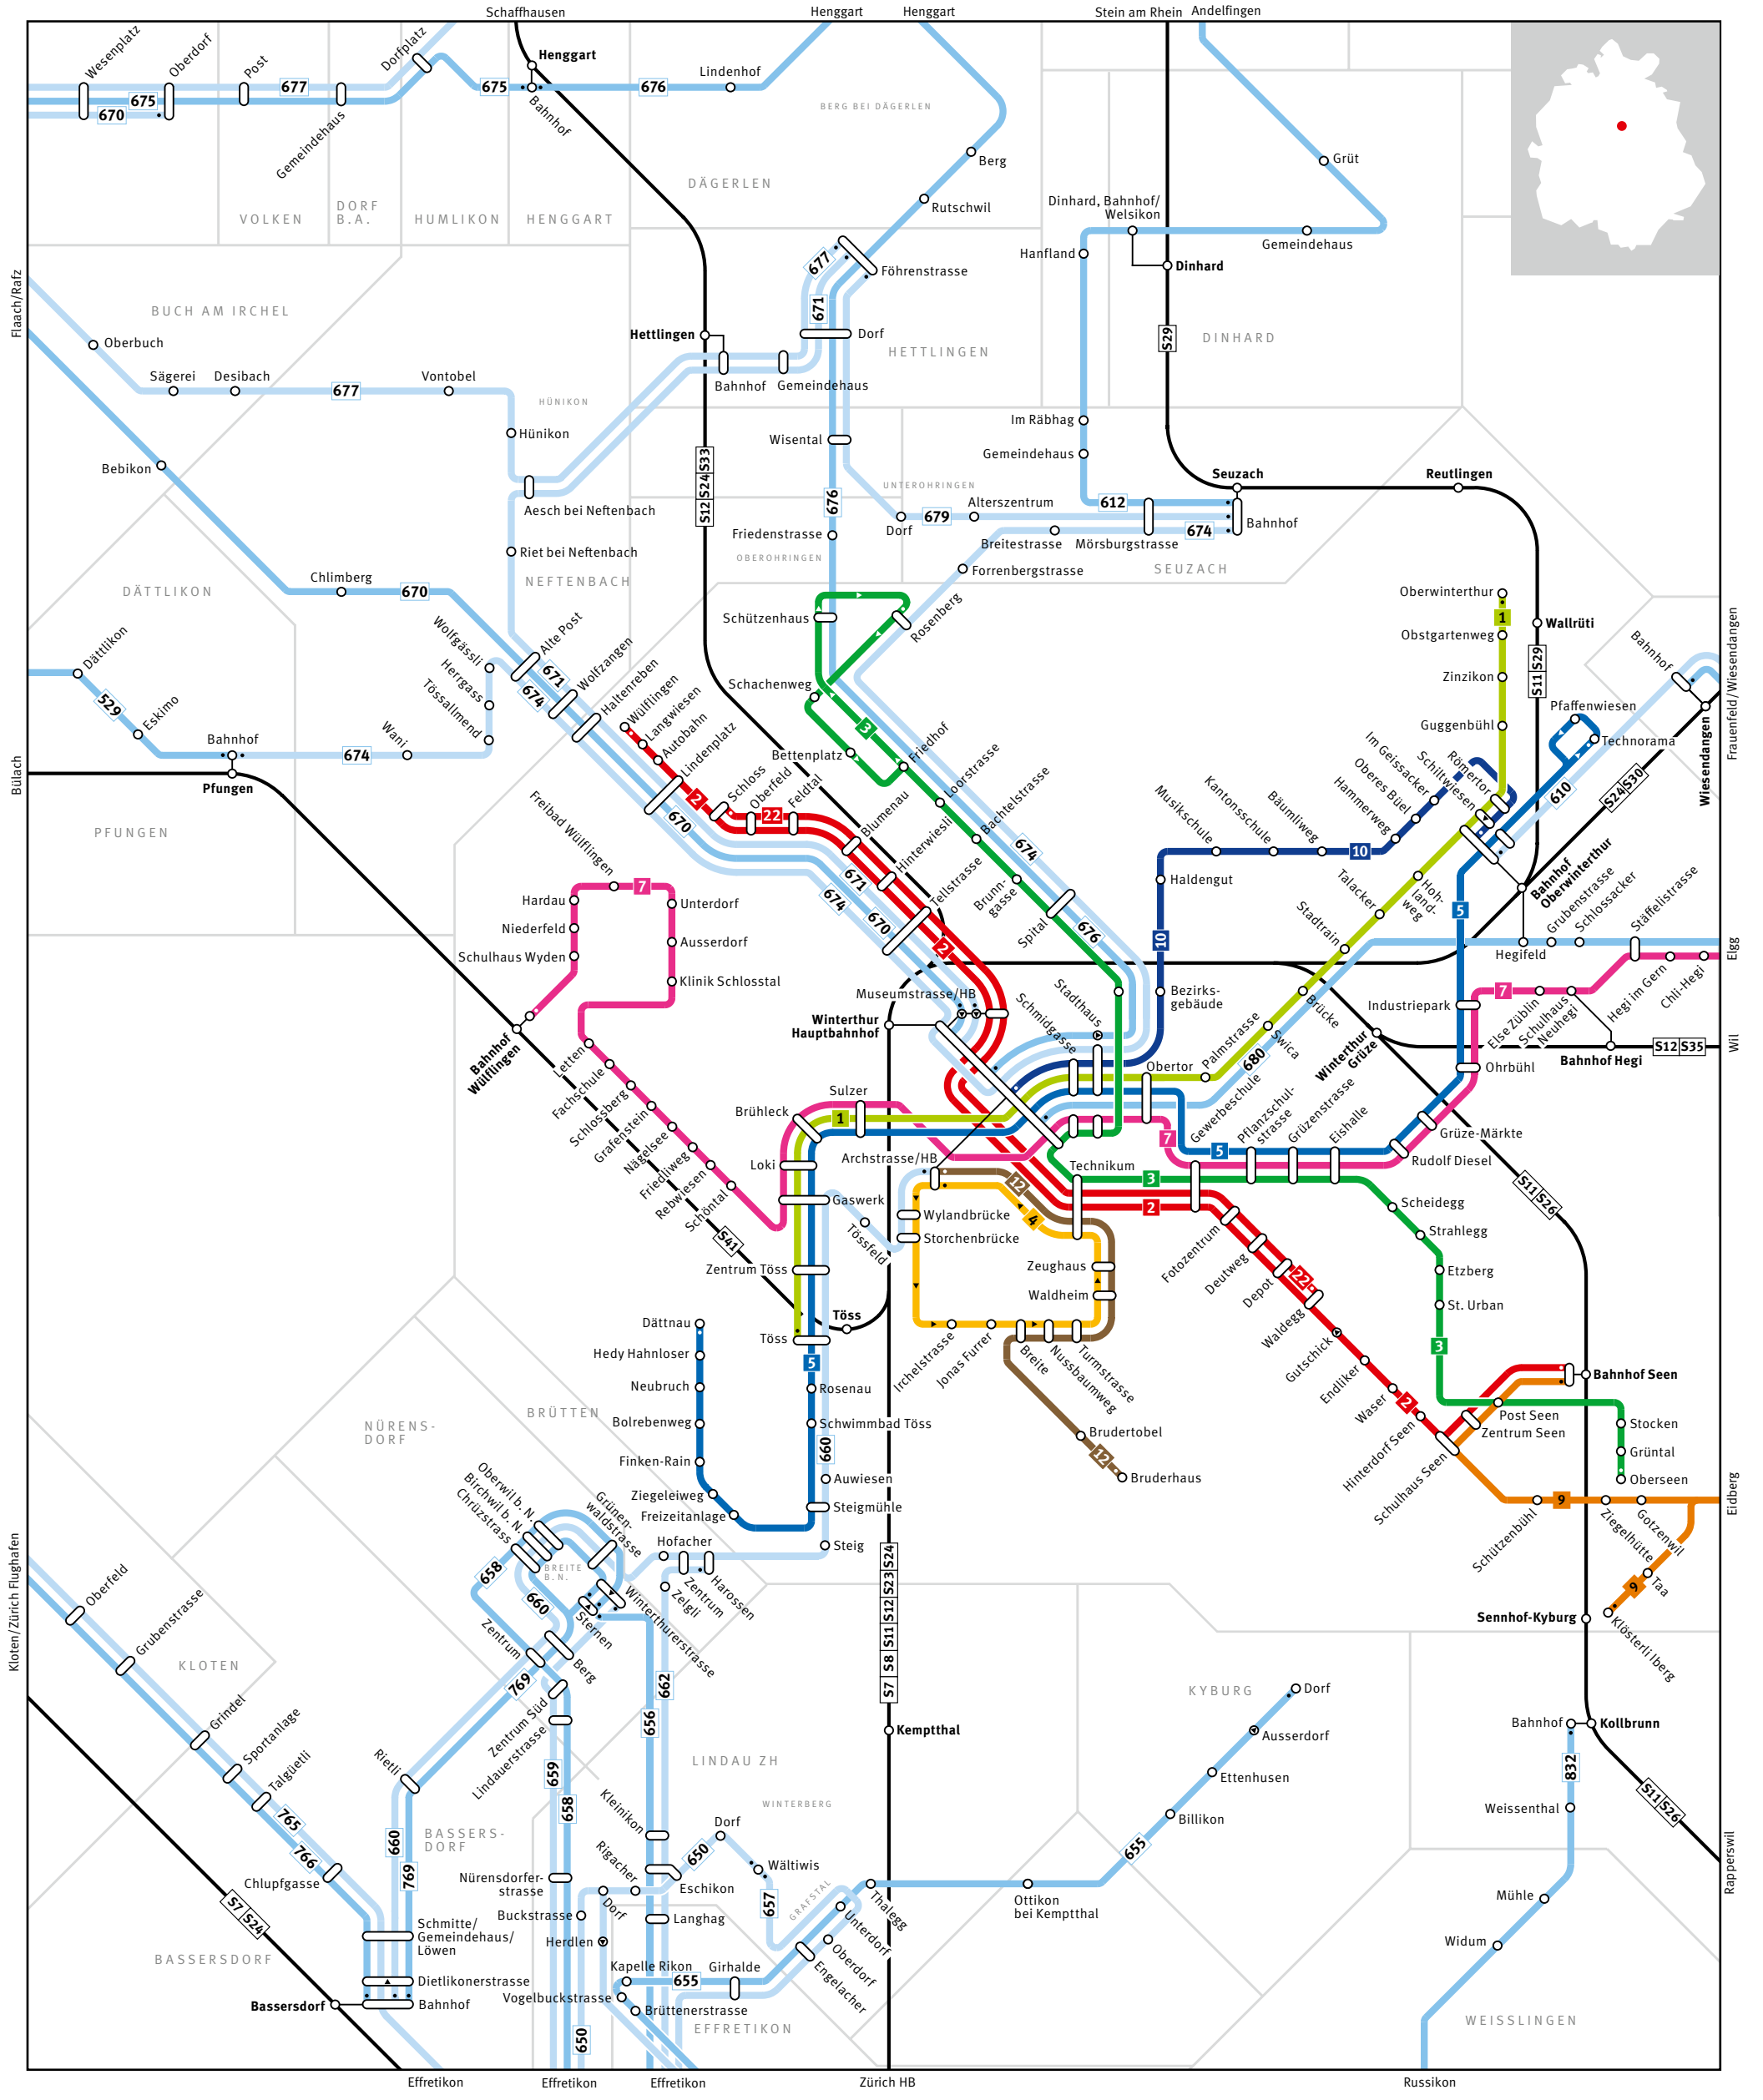 Schaffhausen
Henggart
Henggart
Stein am Rhein
Andelfingen
Wesenplatz
Oberdorf
Post
677
675
670
Gemeindehaus
Dorfplatz
675
Henggart
Bahnhof
676
Lindenhof
BERG BEI DÄGERLEN
Berg
Rutschwil
DÄGERLEN
VOLKEN
DORF
B.A.
HUMLIKON
HENGGART
Grüt
Dinhard, Bahnhof/
Welsikon
Gemeindehaus
Hanfland
Dinhard
S29
DINHARD
Flaach/Rafz
BUCH AM IRCHEL
Oberbuch
Sägerei
Desibach
677
Vontobel
HÜNIKON
Hünikon
Aesch bei Neftenbach
Riet bei Neftenbach
NEFTENBACH
Hettlingen
Bahnhof
Gemeindehaus
677
671
Föhrenstrasse
Dorf
HETTLINGEN
Wisental
S12 S24 S33
676
Friedenstrasse
OBEROHRINGEN
UNTEROHRINGEN
Dorf
679
Alterszentrum
Breitestrasse
Mörsburgstrasse
612
674
Bahnhof
Im Räbhag
Gemeindehaus
Seuzach
Reutlingen
Forrenbergstrasse
SEUZACH
Bebikon
Chlimberg
670
DÄTTLIKON
Dättlikon
529
Eskimo
Bahnhof
Pfungen
674
Wani
Tössallmend
Herrgass
Wolfgässli
Alte Post
671
674
Wolfzangen
Haltenreben
Bülach
PFUNGEN
Wülflingen
Langwiesen
Autobahn
Lindenplatz
2
Schloss
Oberfeld
Feldtal
22
670
Blumenau
Hinterwiesli
Tellstrasse
671
674
670
2
Schützenhaus
Rosenberg
Schachenweg
3
Bettenplatz
Friedhof
Loorstrasse
Bachtelstrasse
Brunn-
gasse
Spital
674
676
Oberwinterthur
1
Obstgartenweg
Zinzikon
Guggenbühl
Wallrüti
S11 S29
Frauenfeld/Wiesendangen
Bahnhof
Wiesendangen
S24 S30
Pfaffenwiesen
Technorama
610
Römertor
Schiltwiesen
Im Geissacker
Oberes Büel
Hammerweg
10
Bäumliweg
Kantonsschule
Musikschule
Haldengut
10
Bezirks-
gebäude
Talacker
Hoh-
land-
weg
Stadtrain
Bahnhof
Oberwinterthur
Grubenstrasse
Schlossacker
Stäffelistrasse
Hegifeld
Elgg
5
7
Industriepark
Else Züblin
Schulhaus
Neuhegi
Hegi im Gern
Chli-Hegi
Bahnhof Hegi
S12 S35
Wil
Ohrbühl
Winterthur
Grüze
Brücke
Swica
Palmstrasse
680
Gewerbeschule
Obertor
Stadthaus
Schmidgasse
Museumstrasse/HB
Winterthur
Hauptbahnhof
Freibad Wülflingen
7
Hardau
Niederfeld
Schulhaus Wyden
Unterdorf
Ausserdorf
Klinik Schlosstal
Bahnhof
Wülflingen
Letten
Fachschule
Schlossberg
Grafenstein
Nägelsee
Friedliweg
Rebwiesen
Schöntal
S41
Brühleck
Sulzer
1
Loki
Gaswerk
Tössfeld
Zentrum Töss
Töss
Töss
5
Archstrasse/HB
12
4
Wylandbrücke
Storchenbrücke
Technikum
3
2
7
5
Pflanzschul-
strasse
Grüzenstrasse
Eishalle
Grüze-Märkte
Rudolf Diesel
Zeughaus
Waldheim
Irchelstrasse
Jonas Furrer
Breite
Nussbaumweg
Turmstrasse
Brudertobel
12
Bruderhaus
Fotozentrum
Deutweg
Depot
22
Waldegg
Gutschick
Endliker
Waser
2
Hinterdorf Seen
Schulhaus Seen
Scheidegg
Strahlegg
Etzberg
St. Urban
3
S11 S26
Bahnhof Seen
Post Seen
Zentrum Seen
Stocken
Grüntal
Oberseen
9
Schützenbühl
Ziegelhütte
Gotzenwil
Taa
9
Klösterli Iberg
Eidberg
Dättnau
Hedy Hahnloser
Neubruch
Bolrebenweg
Finken-Rain
Ziegeleiweg
Freizeitanlage
Rosenau
Schwimmbad Töss
660
Auwiesen
Steigmühle
Steig
BRÜTTEN
NÜRENS-
DORF
Oberwil b. N.
Birchwil b. N.
Chrüzstrass
Grünen-
waldstrasse
Hofacher
Zelgli
Zentrum
Harossen
BREITE
B.N.
658
660
Winterthurerstrasse
Sternen
Zentrum
Berg
769
Zentrum Süd
Lindauerstrasse
662
656
659
658
S7 S8 S11 S12 S23 S24
Kemptthal
Sennhof-Kyburg
Kloten/Zürich Flughafen
Oberfeld
Grubenstrasse
KLOTEN
Grindel
Sportanlage
Talgüetli
765
766
Chlupfgasse
Rietli
660
769
BASSERS-
DORF
Schmitte/
Gemeindehaus/
Löwen
Dietlikonerstrasse
Bahnhof
Bassersdorf
BASSERSDORF
S7 S24
Nürensdorfer-
strasse
Buckstrasse
Herdlen
Dorf
Rigacher
Kleinikon
Eschikon
Langhag
650
Dorf
Wältiwis
657
LINDAU ZH
WINTERBERG
GRAFSTAL
Thalegg
Unterdorf
Oberdorf
Engelacher
Kapelle Rikon
Girhalde
655
Vogelbuckstrasse
Brüttenerstrasse
EFFRETIKON
650
Ottikon
bei Kemptthal
655
Billikon
Ettenhusen
Ausserdorf
Dorf
KYBURG
Bahnhof
Kollbrunn
832
Weissenthal
Mühle
Widum
WEISSLINGEN
S11 S26
Rapperswil
Effretikon
Effretikon
Effretikon
Zürich HB
Russikon